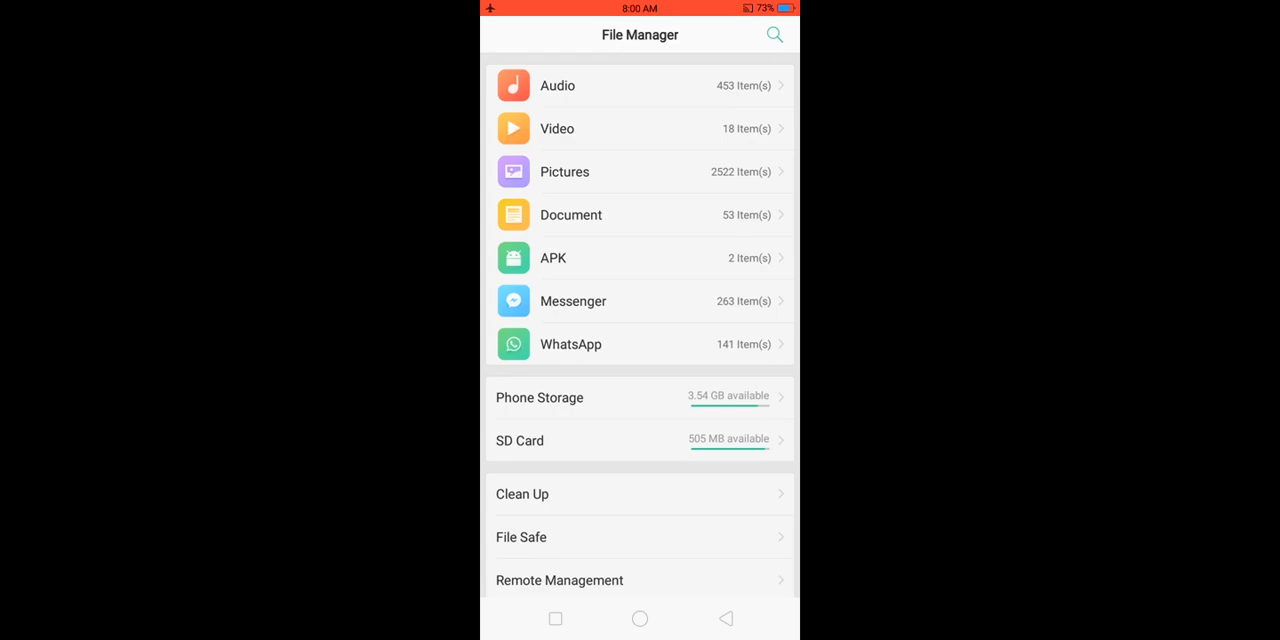 8:00 AM 73%
File Manager
Audio 453 Item(s)
Video 18 Item(s)
Pictures 2522 Item(s)
Document 53 Item(s)
APK 2 Item(s)
Messenger 263 Item(s)
WhatsApp 141 Item(s)
Phone Storage 3.54 GB available
SD Card 505 MB available
Clean Up
File Safe
Remote Management